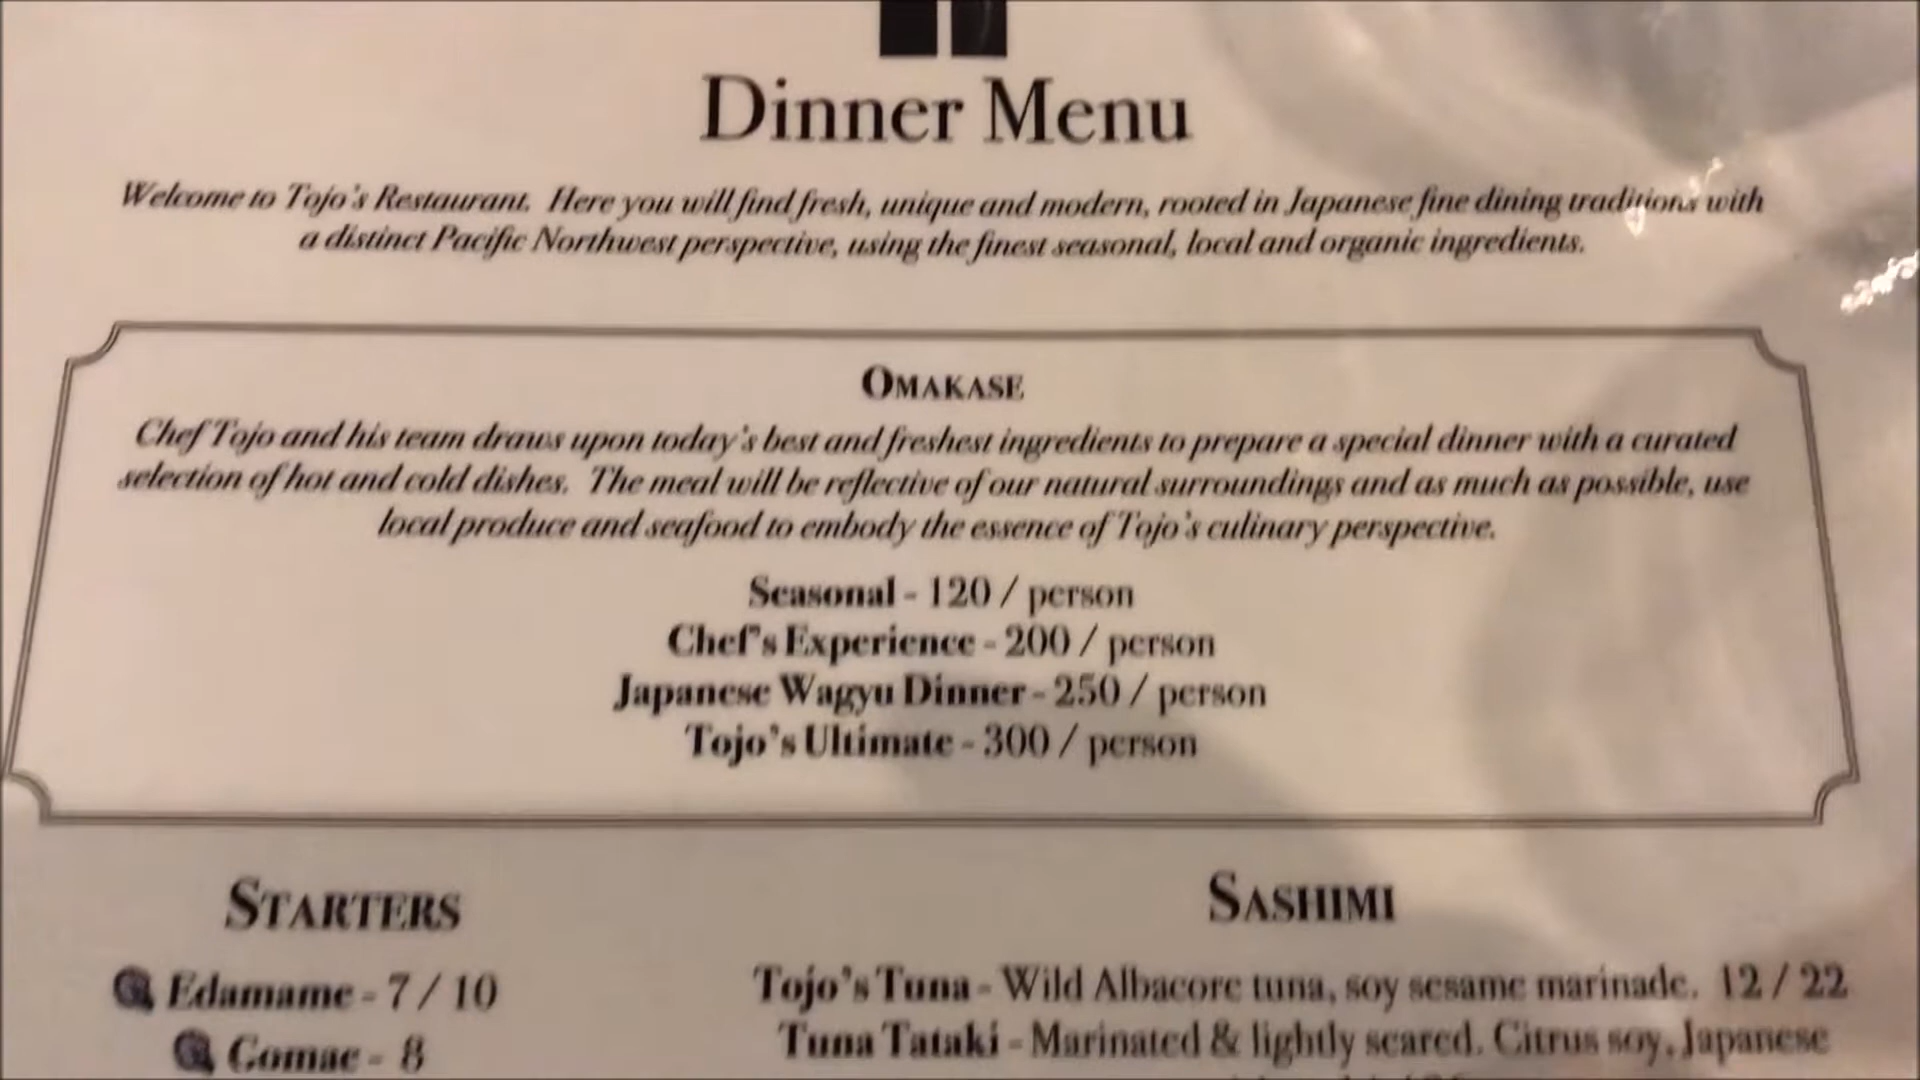 Dinner Menu
Welcome to Tojo's Restaurant. Here you will find fresh, unique and modern, rooted in Japanese fine dining traditions with
a distinct Pacific Northwest perspective, using the finest seasonal, local and organic ingredients.
OMAKASE
Chef Tojo and his team draws upon today's best and freshest ingredients to prepare a special dinner with a curated
selection of hot and cold dishes. The meal will be reflective of our natural surroundings and as much as possible, use
local produce and seafood to embody the essence of Tojo's culinary perspective.
Seasonal - 120 / person
Chef's Experience - 200 / person
Japanese Wagyu Dinner - 250 / person
Tojo's Ultimate - 300 / person
STARTERS
Edamame - 7 / 10
Gomae - 8
SASHIMI
Tojo's Tuna - Wild Albacore tuna, soy sesame marinade. 12 / 22
Tuna Tataki - Marinated & lightly seared. Citrus soy, Japanese